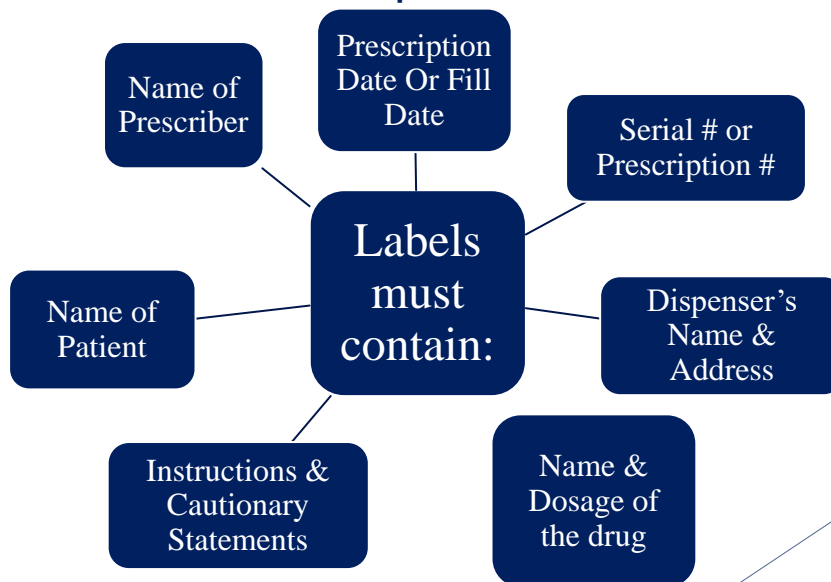 Labels
must
contain:
Prescription
Date Or Fill
Date
Serial # or
Prescription #
Dispenser’s
Name &
Address
Name &
Dosage of
the drug
Instructions &
Cautionary
Statements
Name of
Patient
Name of
Prescriber